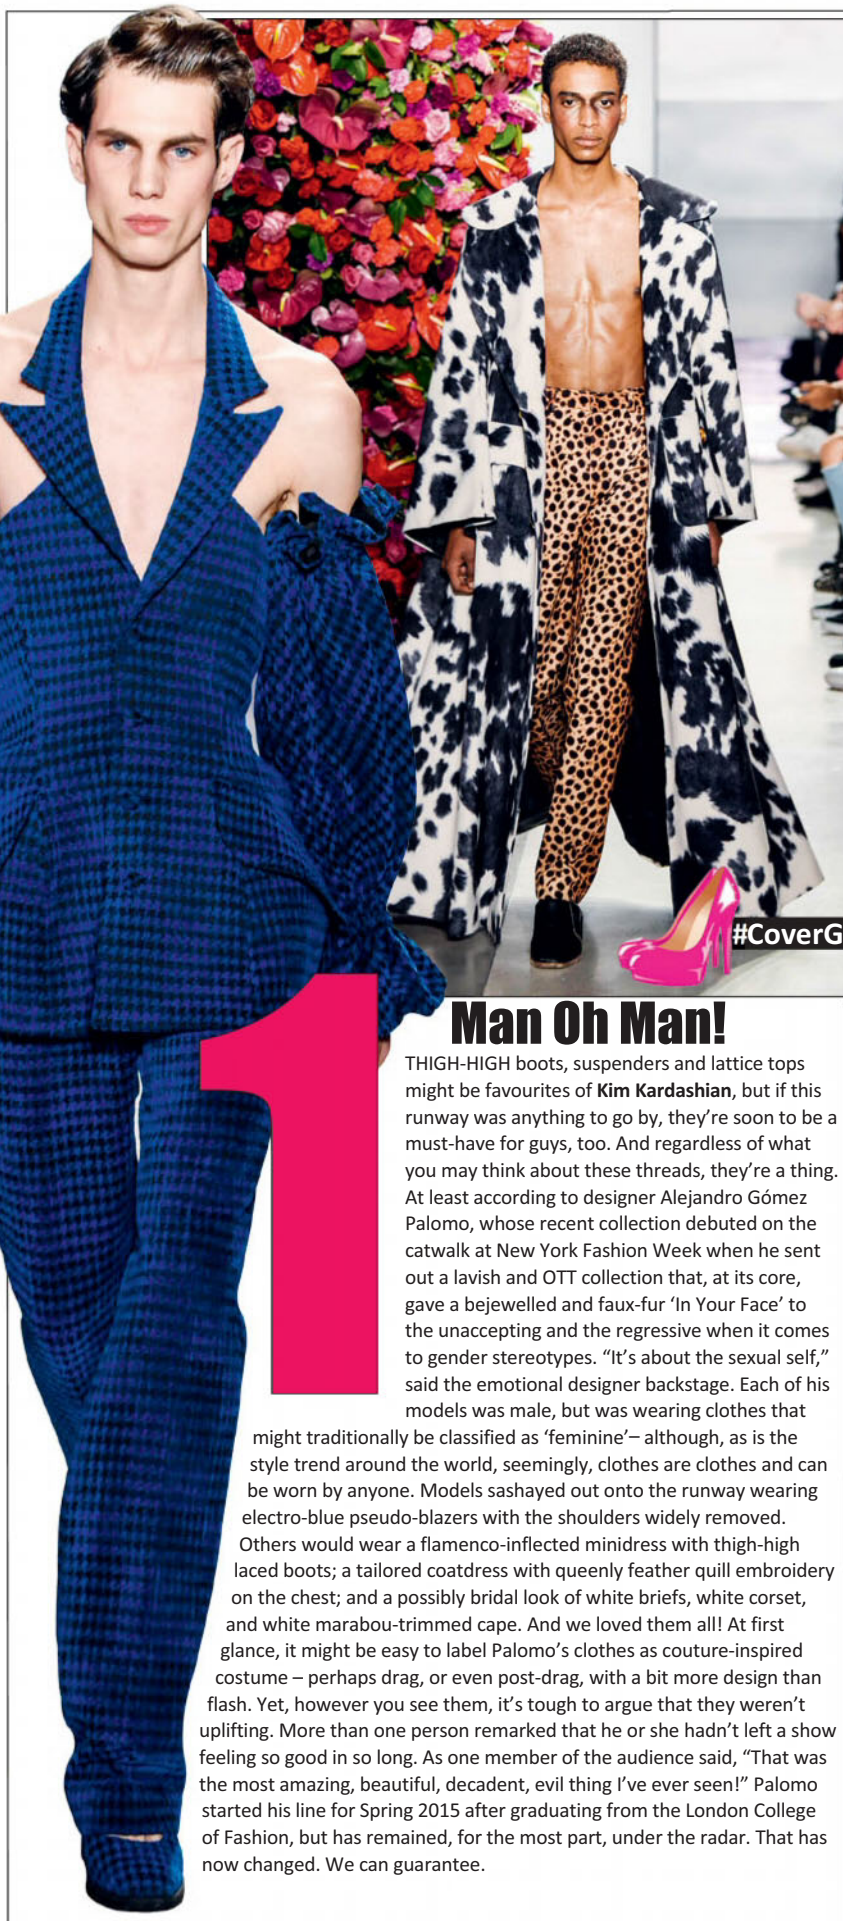 #CoverG
1
Man Oh Man!
THIGH-HIGH boots, suspenders and lattice tops
might be favourites of Kim Kardashian, but if this
runway was anything to go by, they’re soon to be a
must-have for guys, too. And regardless of what
you may think about these threads, they’re a thing.
At least according to designer Alejandro Gómez
Palomo, whose recent collection debuted on the
catwalk at New York Fashion Week when he sent
out a lavish and OTT collection that, at its core,
gave a bejewelled and faux-fur ‘In Your Face’ to
the unaccepting and the regressive when it comes
to gender stereotypes. “It’s about the sexual self,”
said the emotional designer backstage. Each of his
models was male, but was wearing clothes that
might traditionally be classified as ‘feminine’– although, as is the
style trend around the world, seemingly, clothes are clothes and can
be worn by anyone. Models sashayed out onto the runway wearing
electro-blue pseudo-blazers with the shoulders widely removed.
Others would wear a flamenco-inflected minidress with thigh-high
laced boots; a tailored coatdress with queenly feather quill embroidery
on the chest; and a possibly bridal look of white briefs, white corset,
and white marabou-trimmed cape. And we loved them all! At first
glance, it might be easy to label Palomo’s clothes as couture-inspired
costume – perhaps drag, or even post-drag, with a bit more design than
flash. Yet, however you see them, it’s tough to argue that they weren’t
uplifting. More than one person remarked that he or she hadn’t left a show
feeling so good in so long. As one member of the audience said, “That was
the most amazing, beautiful, decadent, evil thing I’ve ever seen!” Palomo
started his line for Spring 2015 after graduating from the London College
of Fashion, but has remained, for the most part, under the radar. That has
now changed. We can guarantee.